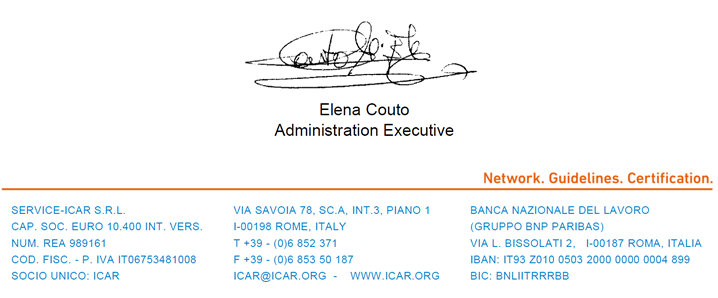 Elena Couto
Administration Executive
Network. Guidelines. Certification.
SERVICE-ICAR S.R.L.
CAP. SOC. EURO 10.400 INT. VERS.
NUM. REA 989161
COD. FISC. - P. IVA IT06753481008
SOCIO UNICO: ICAR
VIA SAVOIA 78, SC.A, INT.3, PIANO 1
I-00198 ROME, ITALY
T +39 - (0)6 852 371
F +39 - (0)6 853 50 187
ICAR@ICAR.ORG - WWW.ICAR.ORG
BANCA NAZIONALE DEL LAVORO
(GRUPPO BNP PARIBAS)
VIA L. BISSOLATI 2, I-00187 ROMA, ITALIA
IBAN: IT93 Z010 0503 2000 0000 0004 899
BIC: BNLIITRRRBB